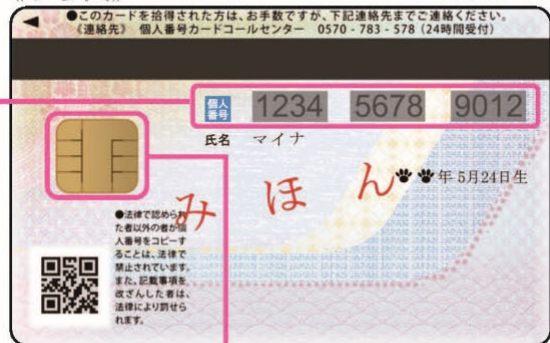 ●このカードを拾得された方は、お手数ですが、下記連絡先までご連絡ください。
《連絡先》 個人番号カードコールセンター 0570-783-578（24時間受付）
個人番号 1234 5678 9012
氏名 マイナ
年 5月24日生
みほん
●法律で認められ
た者以外の者が個
人番号をコピーす
ることは、法律で
禁止されています。
また、記載事項を
改ざんした者は、
法律により罰せら
れます。